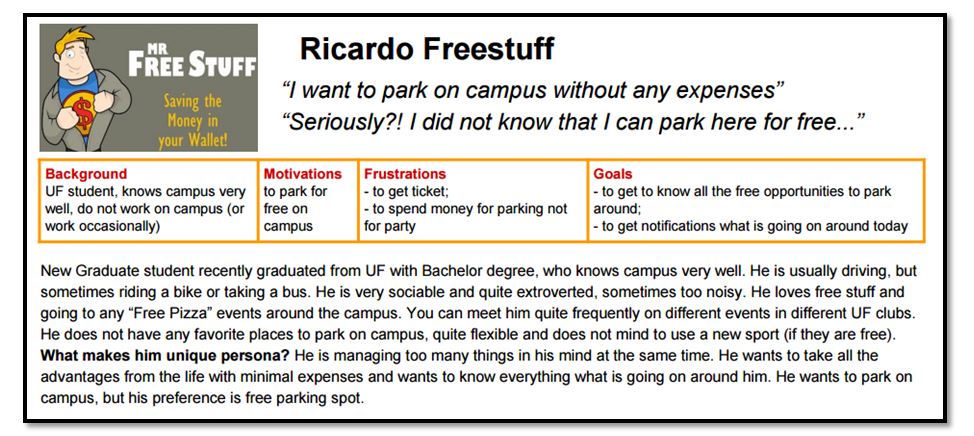 MR
FREE STUFF
Saving the
Money in
your Wallet!
$
Ricardo Freestuff
“I want to park on campus without any expenses”
“Seriously?! I did not know that I can park here for free...”
Background
UF student, knows campus very
well, do not work on campus (or
work occasionally)
Motivations
to park for
free on
campus
Frustrations
- to get ticket;
- to spend money for parking not
for party
Goals
- to get to know all the free opportunities to park
around;
- to get notifications what is going on around today
New Graduate student recently graduated from UF with Bachelor degree, who knows campus very well. He is usually driving, but
sometimes riding a bike or taking a bus. He is very sociable and quite extroverted, sometimes too noisy. He loves free stuff and
going to any “Free Pizza” events around the campus. You can meet him quite frequently on different events in different UF clubs.
He does not have any favorite places to park on campus, quite flexible and does not mind to use a new sport (if they are free).
What makes him unique persona? He is managing too many things in his mind at the same time. He wants to take all the
advantages from the life with minimal expenses and wants to know everything what is going on around him. He wants to park on
campus, but his preference is free parking spot.